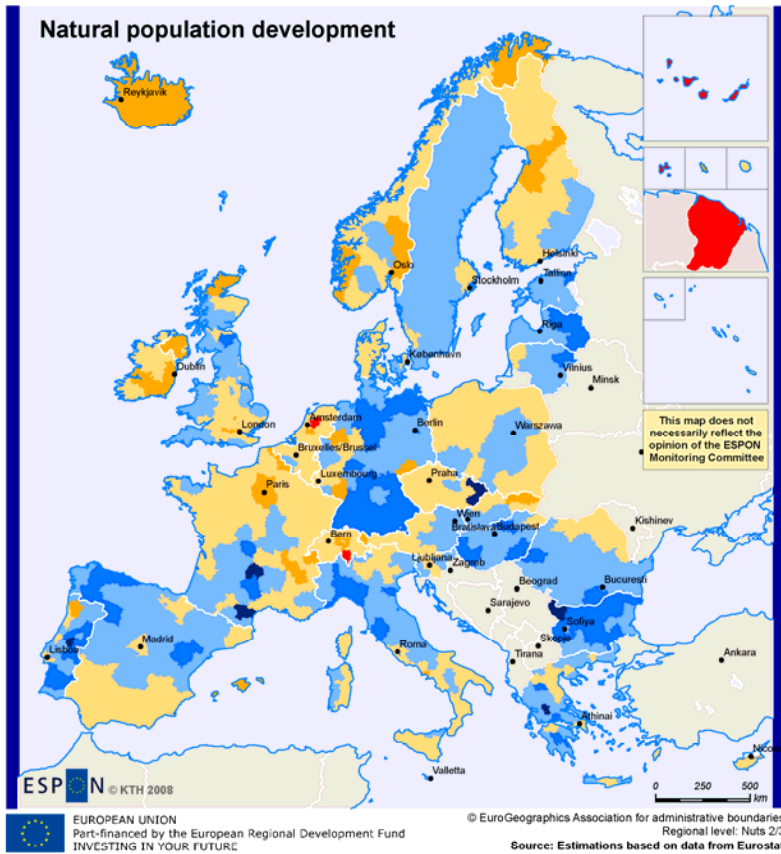 Natural population development
Reykjavik
Oslo
Helsinki
Tallinn
Stockholm
Riga
København
Vilnius
Minsk
Dublin
London
Amsterdam
Berlin
Warszawa
Bruxelles/Brussel
Luxembourg
Praha
Paris
Wien
Bratislava
Budapest
Kishinev
Bern
Ljubljana
Zagreb
Beograd
Bucuresti
Sarajevo
Sofiya
Skopje
Tirana
Roma
Madrid
Lisboa
Ankara
Athinai
Valletta
This map does not
necessarily reflect the
opinion of the ESPON
Monitoring Committee
0 250 500
km
ESPON © KTH 2008
EUROPEAN UNION
Part-financed by the European Regional Development Fund
INVESTING IN YOUR FUTURE
© EuroGeographics Association for administrative boundaries
Regional level: Nuts 2/3
Source: Estimations based on data from Eurosta